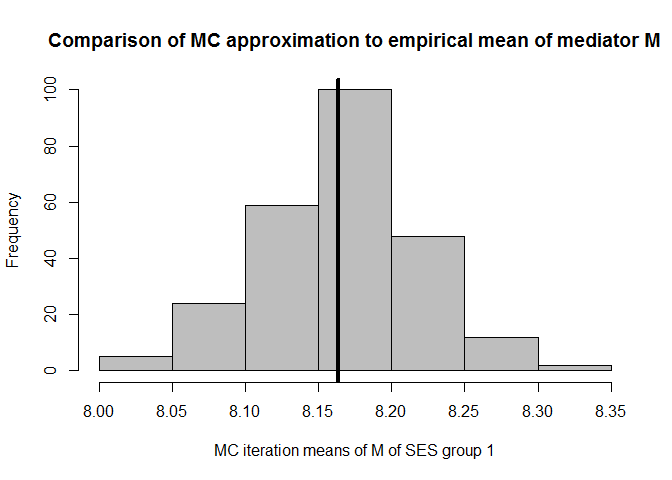 Comparison of MC approximation to empirical mean of mediator M
Frequency
100
80
60
40
20
0
8.00 8.05 8.10 8.15 8.20 8.25 8.30 8.35
MC iteration means of M of SES group 1